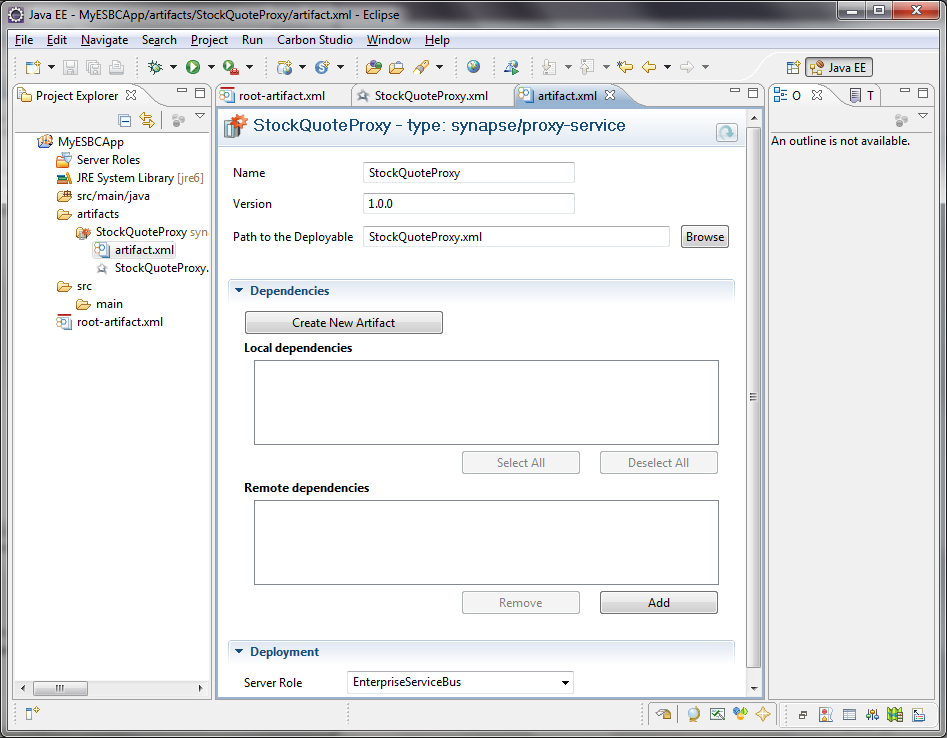 Java EE - MyESBCApp/artifacts/StockQuoteProxy/artifact.xml - Eclipse
File Edit Navigate Search Project Run Carbon Studio Window Help
Java EE
Project Explorer
root-artifact.xml StockQuoteProxy.xml artifact.xml
O T
MyESBCApp
Server Roles
JRE System Library [jre6]
src/main/java
artifacts
StockQuoteProxy syn
artifact.xml
StockQuoteProxy.
src
main
root-artifact.xml
StockQuoteProxy - type: synapse/proxy-service
Name StockQuoteProxy
Version 1.0.0
Path to the Deployable StockQuoteProxy.xml Browse
Dependencies
Create New Artifact
Local dependencies
Select All Deselect All
Remote dependencies
Remove Add
Deployment
Server Role EnterpriseServiceBus
An outline is not available.